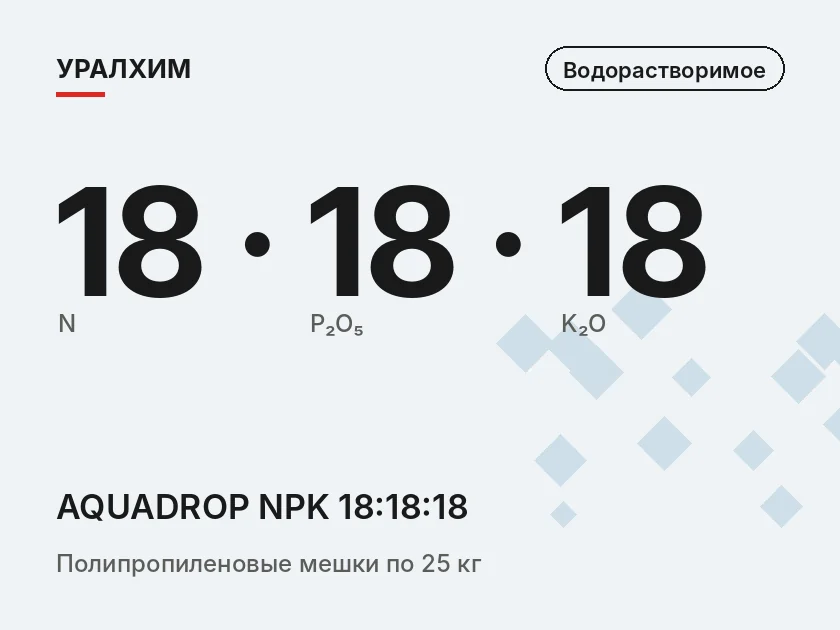 УРАЛХИМ
Водорастворимое
18 • 18 • 18
N P₂O₅ K₂O
AQUADROP NPK 18:18:18
Полипропиленовые мешки по 25 кг